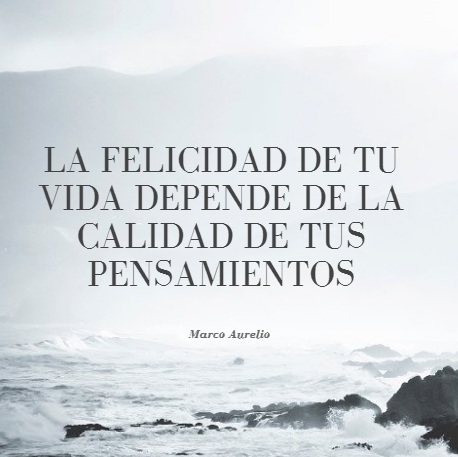 LA FELICIDAD DE TU
VIDA DEPENDE DE LA
CALIDAD DE TUS
PENSAMIENTOS
Marco Aurelio